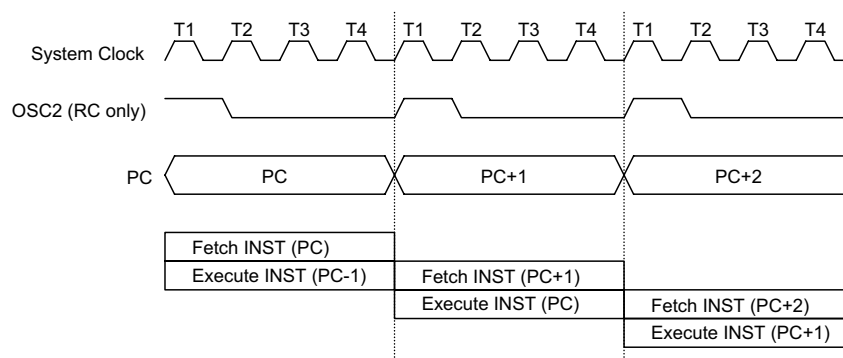 T1 T2 T3 T4 T1 T2 T3 T4 T1 T2 T3 T4
System Clock
OSC2 (RC only)
PC PC PC+1 PC+2
Fetch INST (PC)
Execute INST (PC-1) Fetch INST (PC+1)
Execute INST (PC) Fetch INST (PC+2)
Execute INST (PC+1)